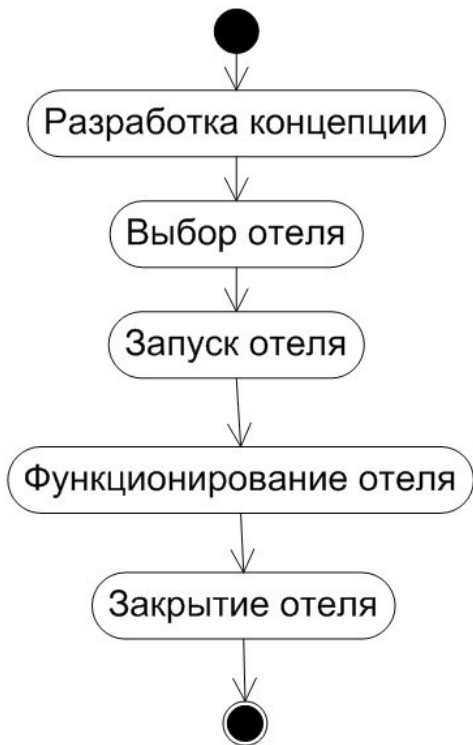 Разработка концепции
Выбор отеля
Запуск отеля
Функционирование отеля
Закрытие отеля